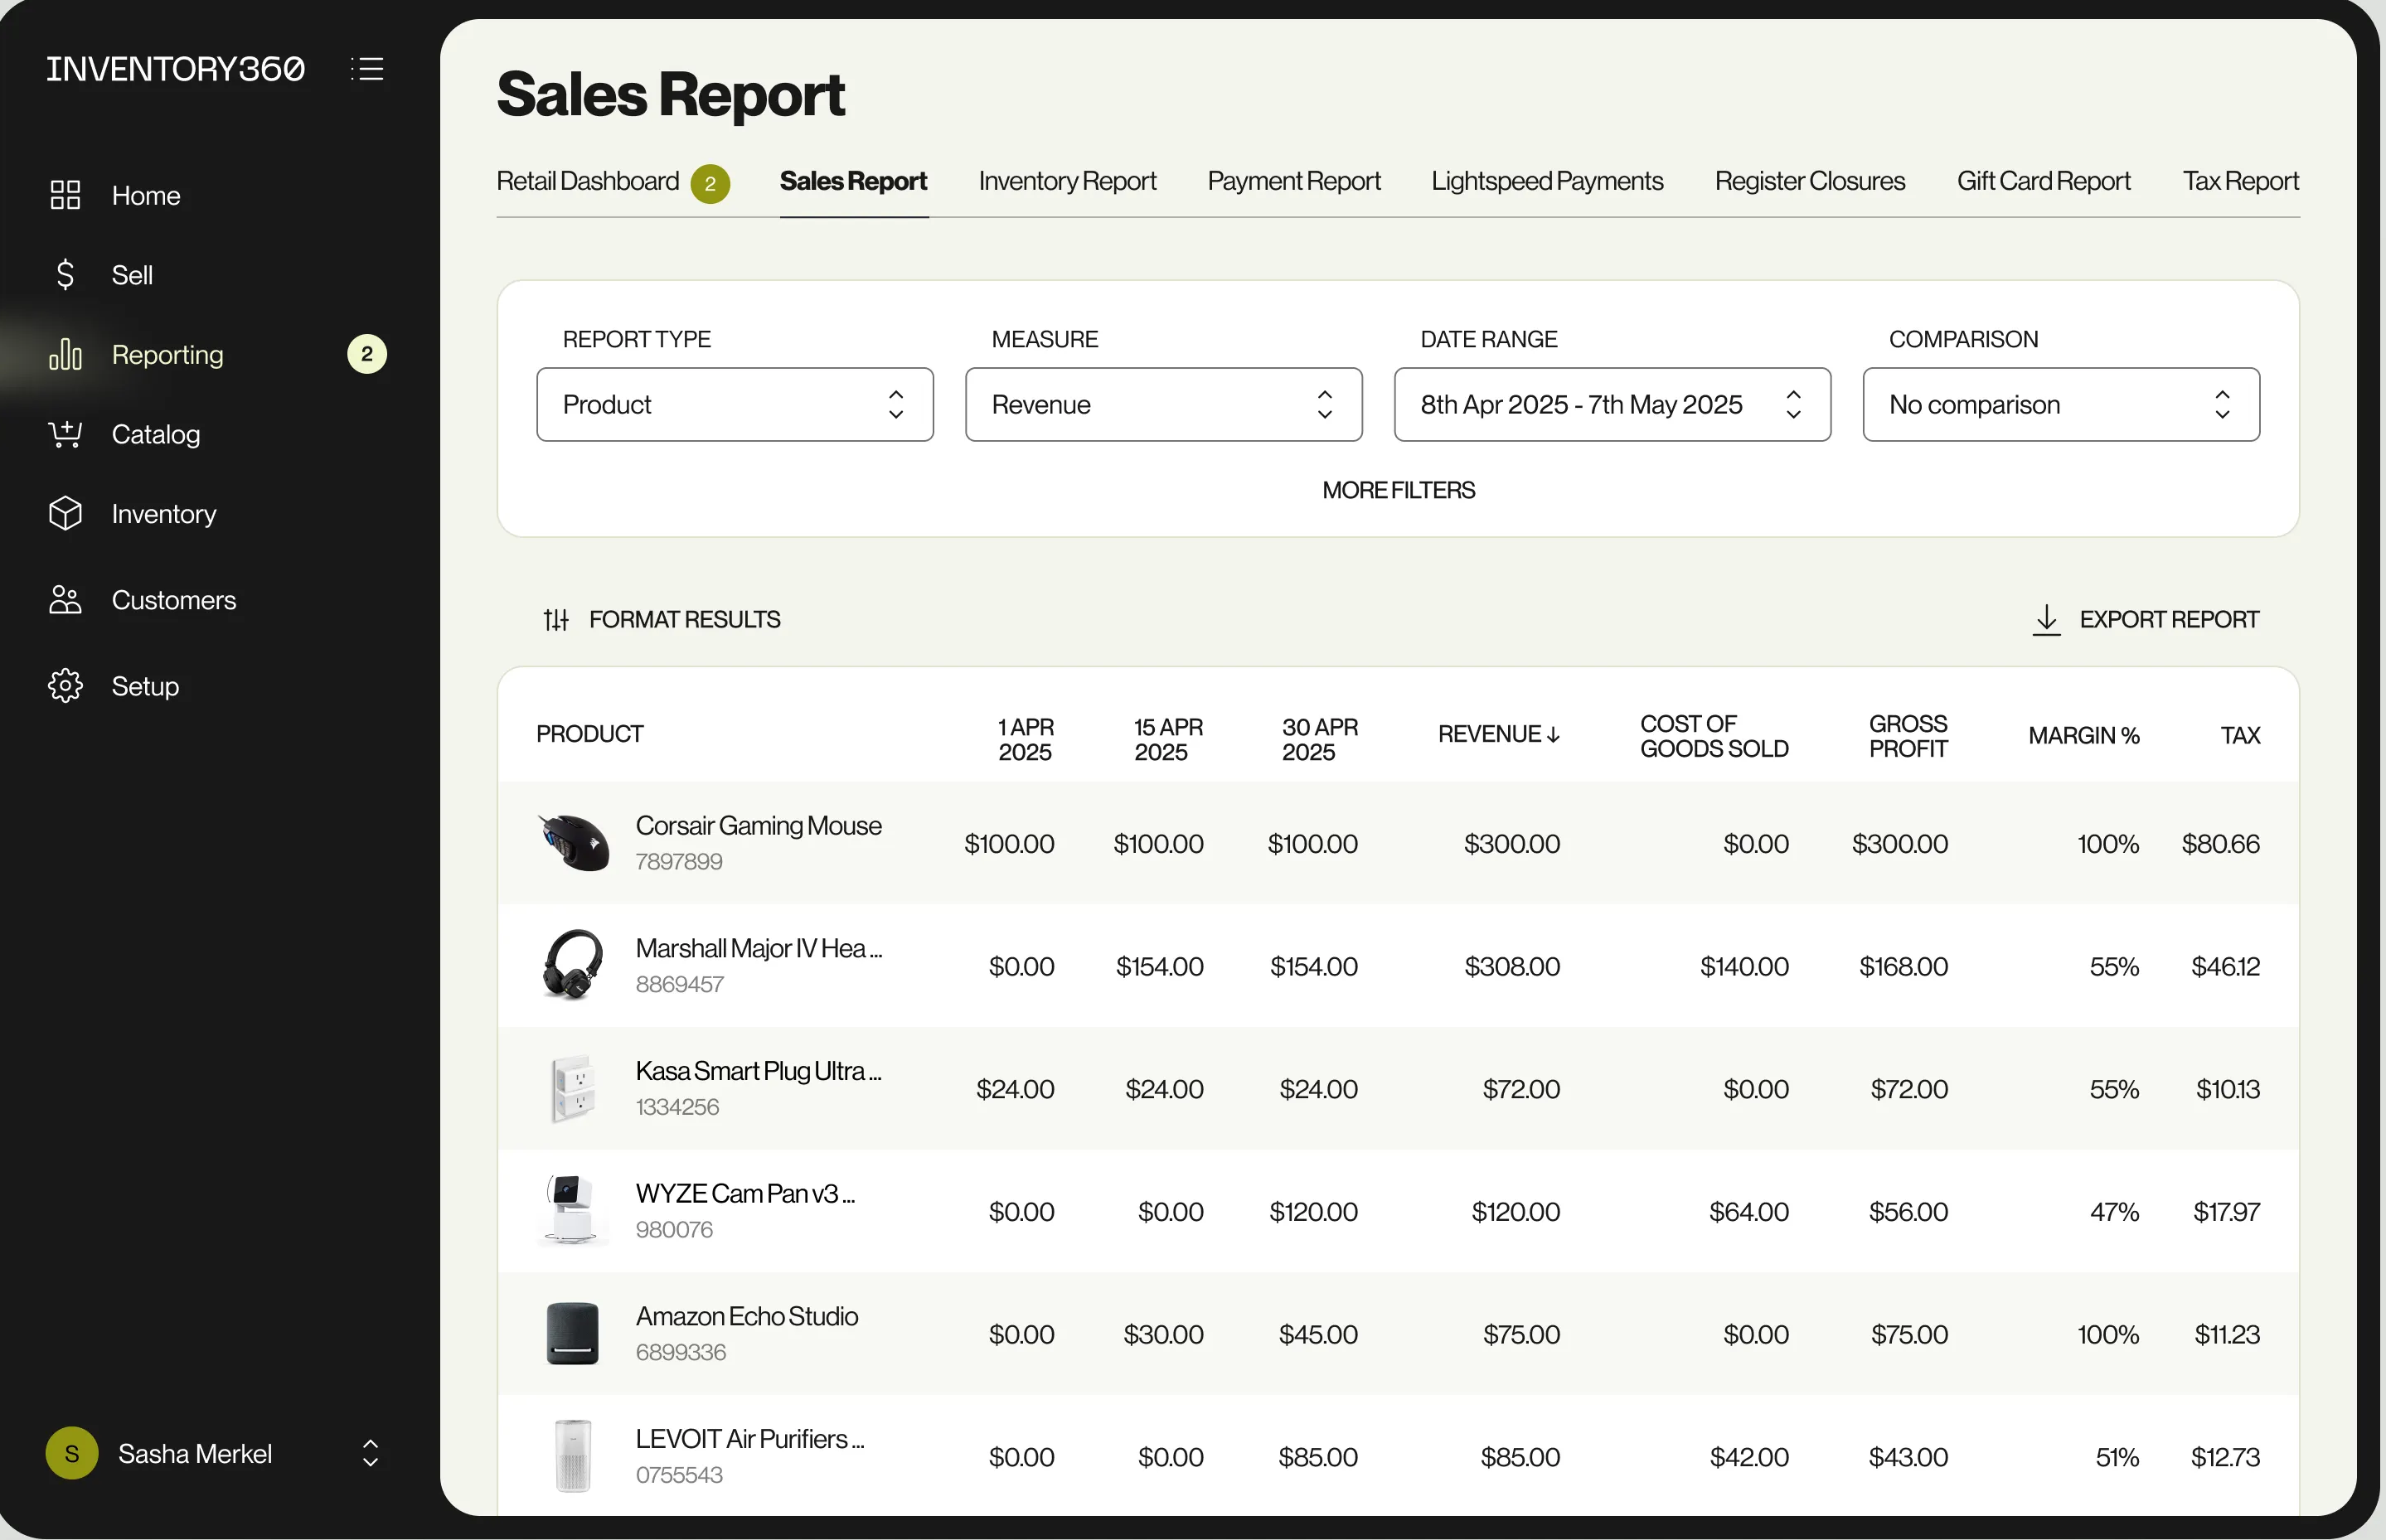 INVENTORY360
Home
Sell
Reporting 2
Catalog
Inventory
Customers
Setup
S Sasha Merkel
Sales Report
Retail Dashboard 2 Sales Report Inventory Report Payment Report Lightspeed Payments Register Closures Gift Card Report Tax Report
REPORT TYPE MEASURE DATE RANGE COMPARISON
Product Revenue 8th Apr 2025 - 7th May 2025 No comparison
MORE FILTERS
FORMAT RESULTS EXPORT REPORT
PRODUCT 1 APR 2025 15 APR 2025 30 APR 2025 REVENUE ↓ COST OF GOODS SOLD GROSS PROFIT MARGIN % TAX
Corsair Gaming Mouse
7897899
$100.00 $100.00 $100.00 $300.00 $0.00 $300.00 100% $80.66
Marshall Major IV Hea ...
8869457
$0.00 $154.00 $154.00 $308.00 $140.00 $168.00 55% $46.12
Kasa Smart Plug Ultra ...
1334256
$24.00 $24.00 $24.00 $72.00 $0.00 $72.00 55% $10.13
WYZE Cam Pan v3 ...
980076
$0.00 $0.00 $120.00 $120.00 $64.00 $56.00 47% $17.97
Amazon Echo Studio
6899336
$0.00 $30.00 $45.00 $75.00 $0.00 $75.00 100% $11.23
LEVOIT Air Purifiers ...
0755543
$0.00 $0.00 $85.00 $85.00 $42.00 $43.00 51% $12.73